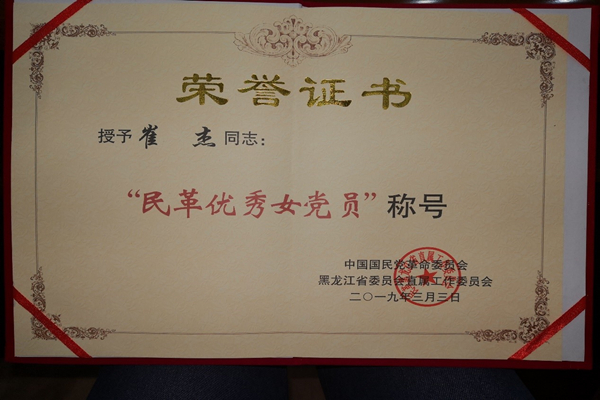 荣誉证书
授予崔 杰同志：
“民革优秀女党员”称号
中国国民党革命委员会
黑龙江省委员会直属工作委员会
二〇一九年三月三日